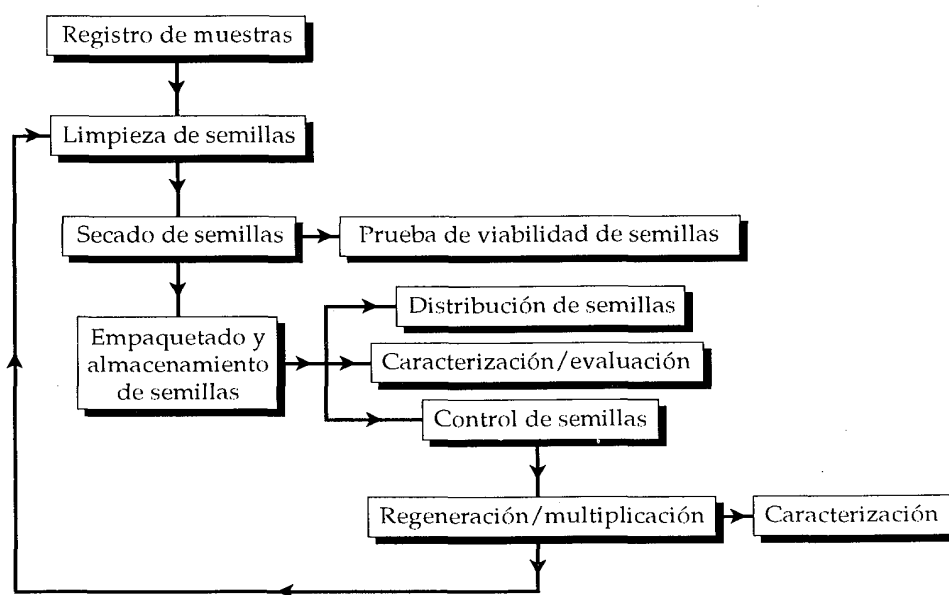 Registro de muestras
Limpieza de semillas
Secado de semillas
Prueba de viabilidad de semillas
Empaquetado y
almacenamiento
de semillas
Distribución de semillas
Caracterización/evaluación
Control de semillas
Regeneración/multiplicación
Caracterización